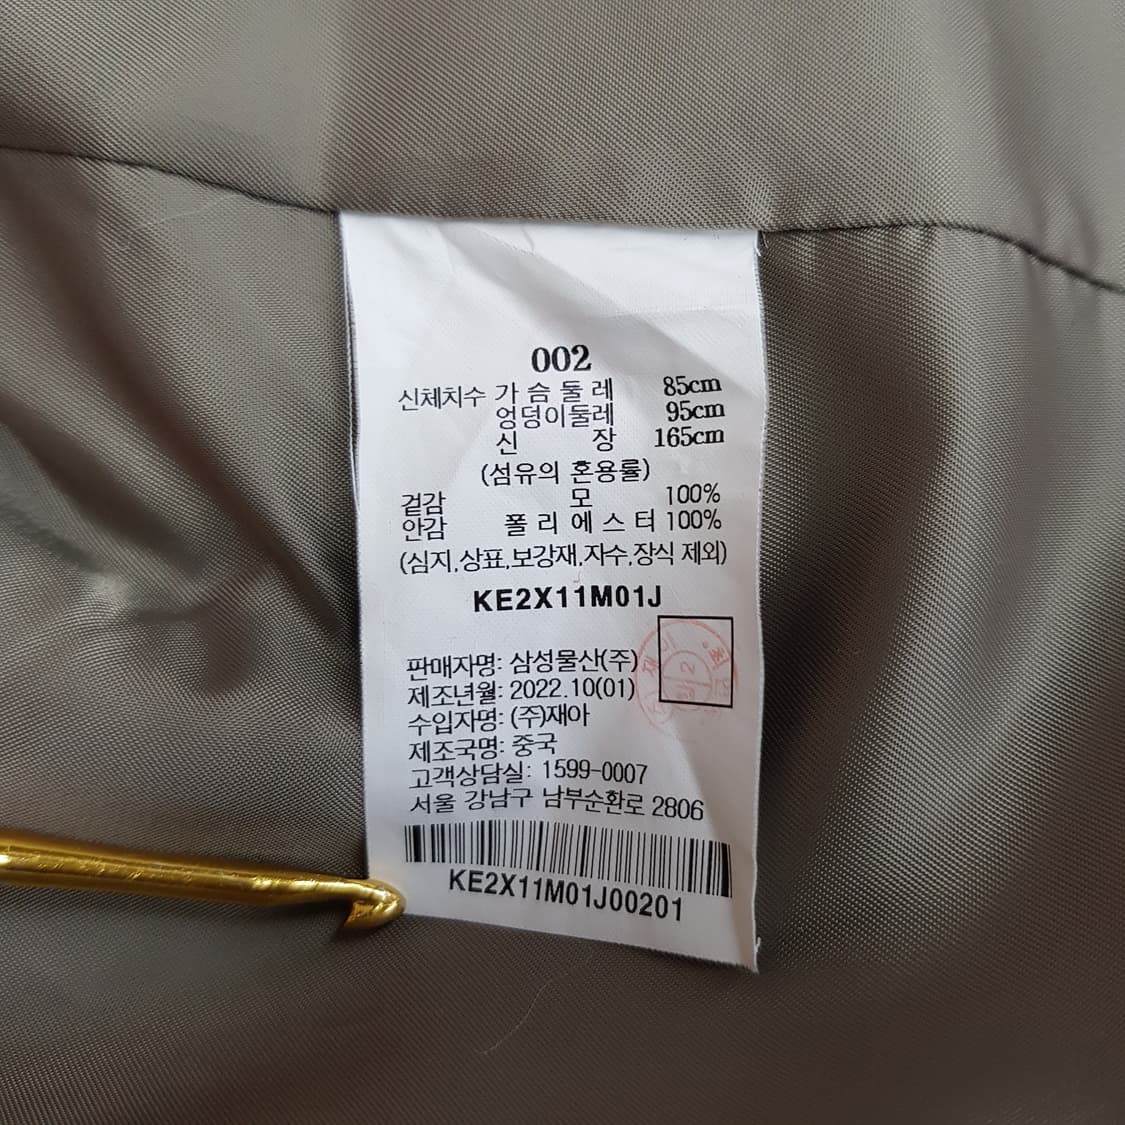 002
신체치수 가슴둘레 85cm
엉덩이둘레 95cm
신장 165cm
(섬유의 혼용률)
겉감 모 100%
안감 폴리에스터 100%
(심지,상표,보강재,자수,장식 제외)
KE2X11M01J
판매자명: 삼성물산(주)
제조년월: 2022.10(01)
수입자명: (주)재아
제조국명: 중국
고객상담실: 1599-0007
서울 강남구 남부순환로 2806
KE2X11M01J00201